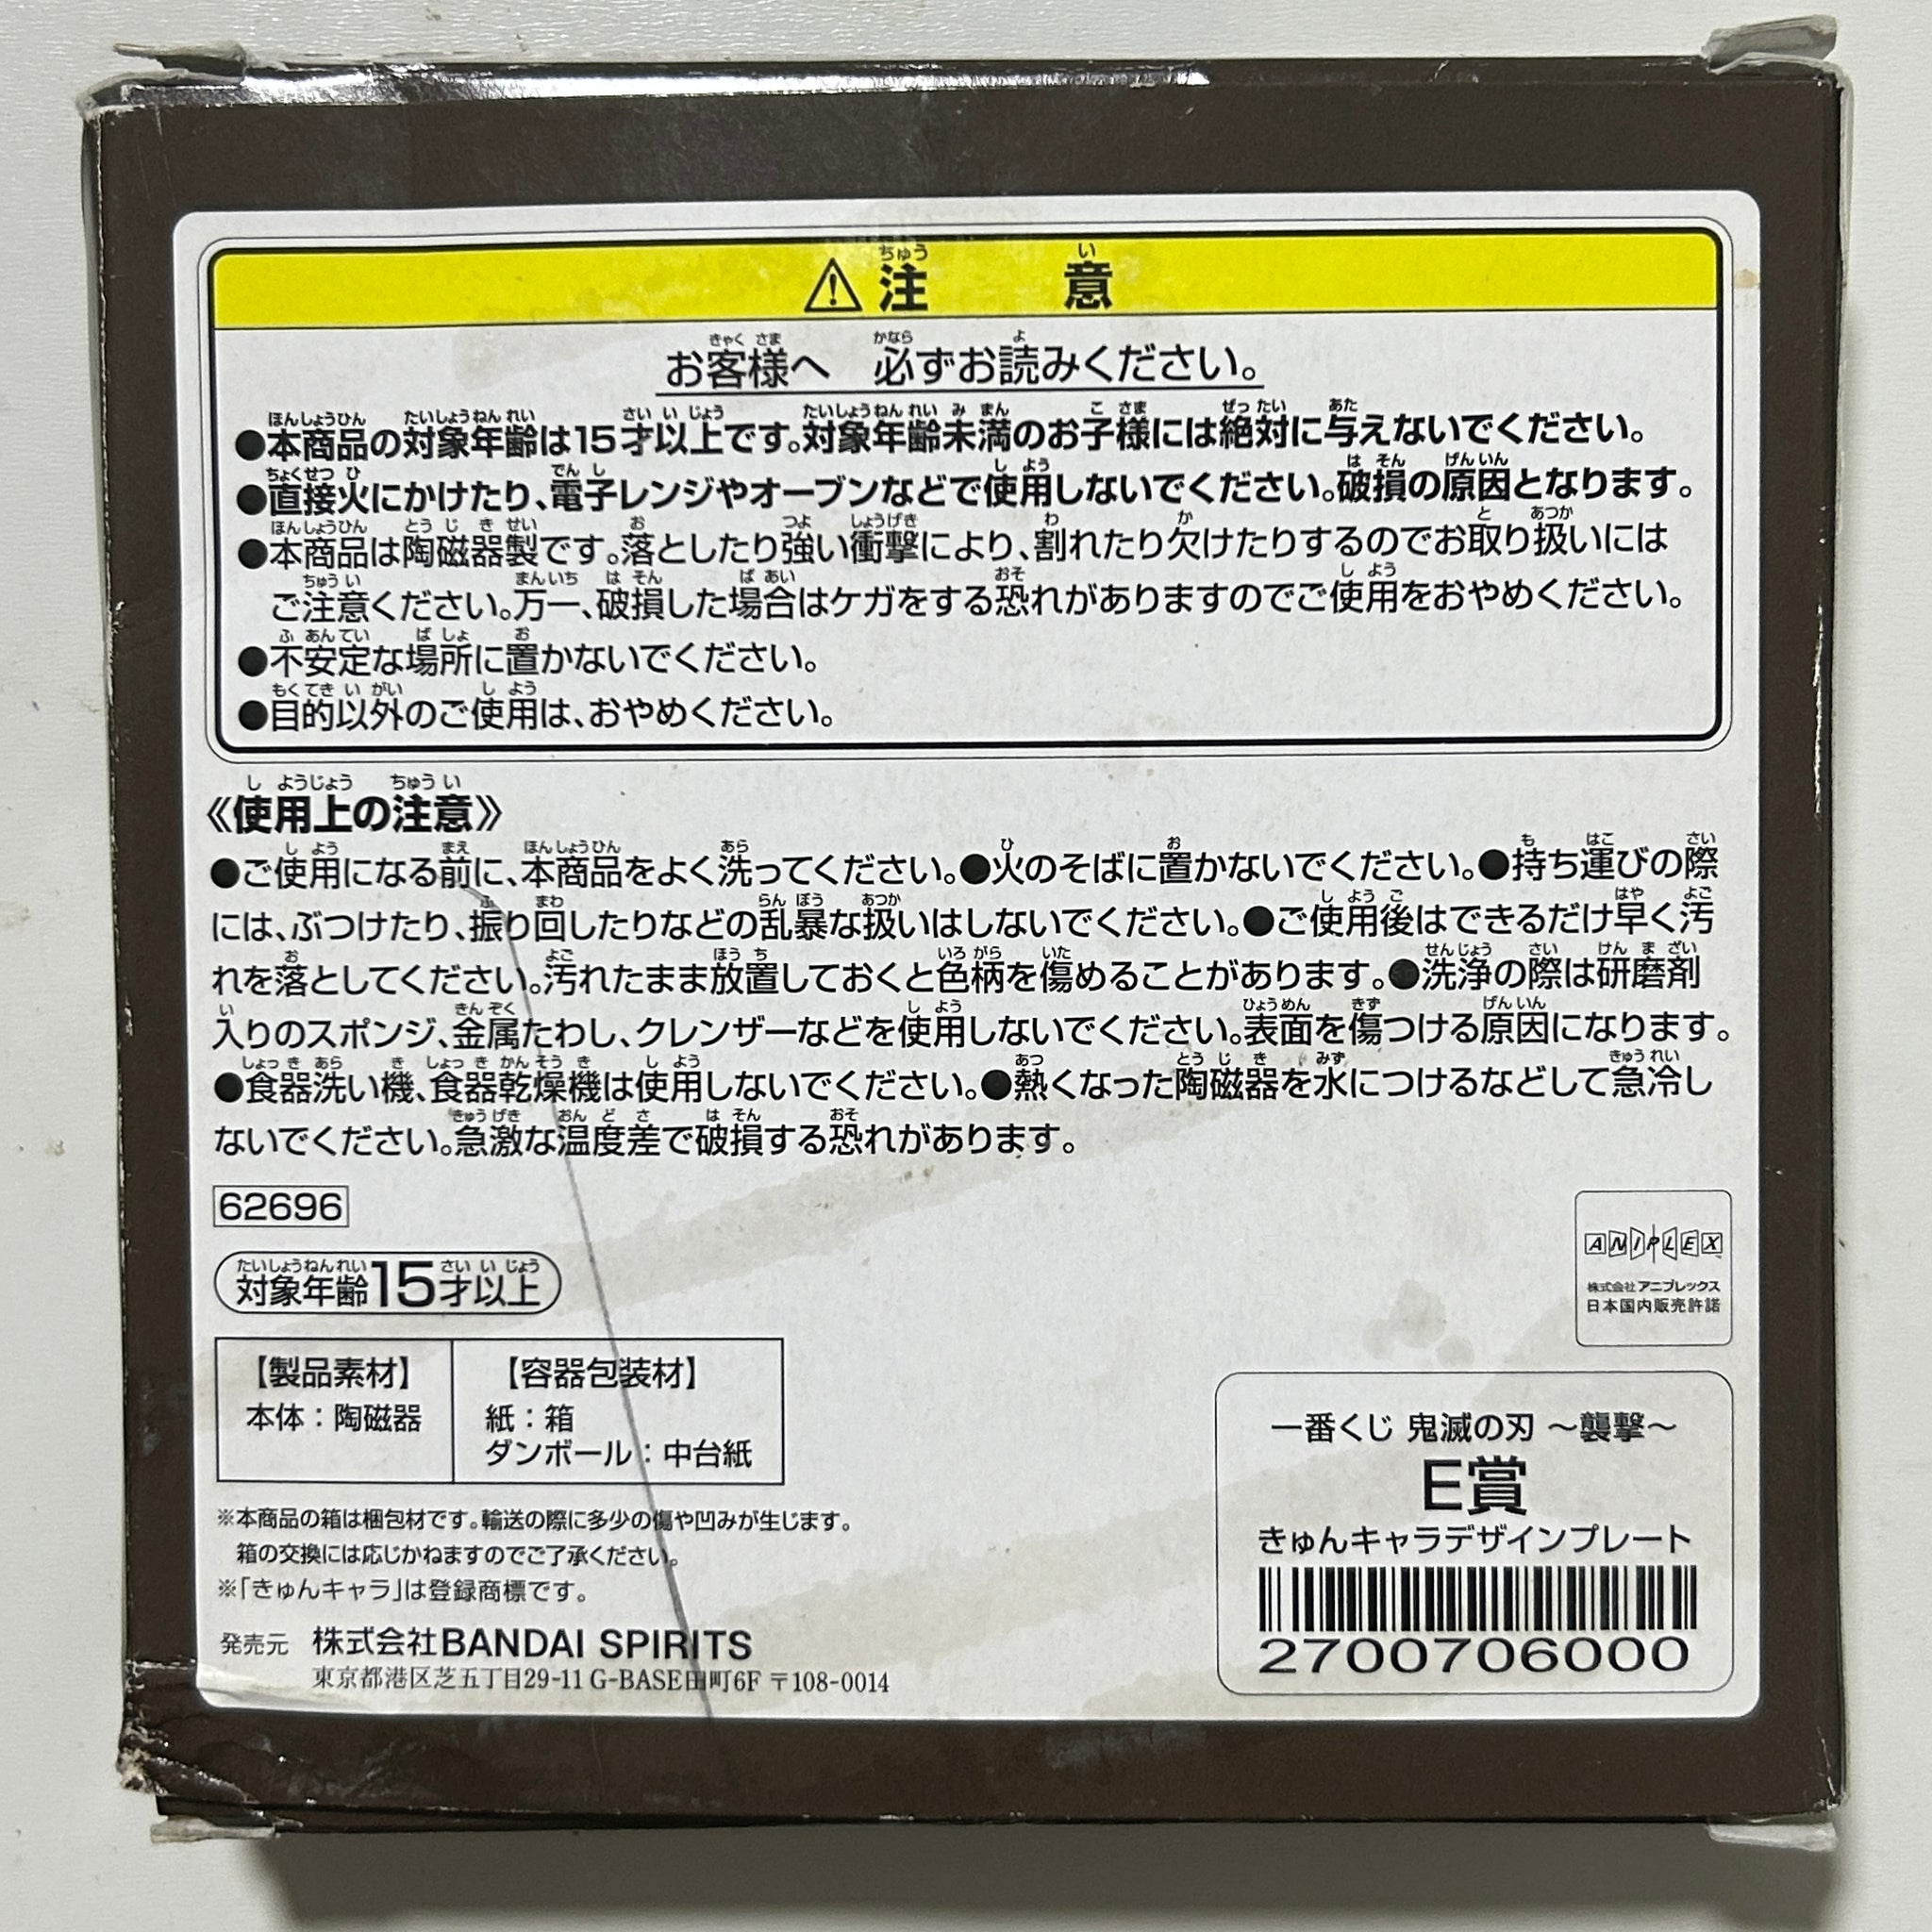 ⚠注 意
お客様へ 必ずお読みください。
●本商品の対象年齢は15才以上です。対象年齢未満のお子様には絶対に与えないでください。
●直接火にかけたり、電子レンジやオーブンなどで使用しないでください。破損の原因となります。
●本商品は陶磁器製です。落としたり強い衝撃により、割れたり欠けたりするのでお取り扱いには
ご注意ください。万一、破損した場合はケガをする恐れがありますのでご使用をおやめください。
●不安定な場所に置かないでください。
●目的以外のご使用は、おやめください。
《使用上の注意》
●ご使用になる前に、本商品をよく洗ってください。●火のそばに置かないでください。●持ち運びの際
には、ぶつけたり、振り回したりなどの乱暴な扱いはしないでください。●ご使用後はできるだけ早く汚
れを落としてください。汚れたまま放置しておくと色柄を傷めることがあります。●洗浄の際は研磨剤
入りのスポンジ、金属たわし、クレンザーなどを使用しないでください。表面を傷つける原因になります。
●食器洗い機、食器乾燥機は使用しないでください。●熱くなった陶磁器を水につけるなどして急冷し
ないでください。急激な温度差で破損する恐れがあります。
62696
対象年齢15才以上
【製品素材】
本体：陶磁器
【容器包装材】
紙：箱
ダンボール：中台紙
※本商品の箱は梱包材です。輸送の際に多少の傷や凹みが生じます。
箱の交換には応じかねますのでご了承ください。
※「きゅんキャラ」は登録商標です。
発売元 株式会社BANDAI SPIRITS
東京都港区芝五丁目29-11 G-BASE田町6F 〒108-0014
ANIPLEX
株式会社アニプレックス
日本国内販売許諾
一番くじ 鬼滅の刃 ～襲撃～
E賞
きゅんキャラデザインプレート
2700706000